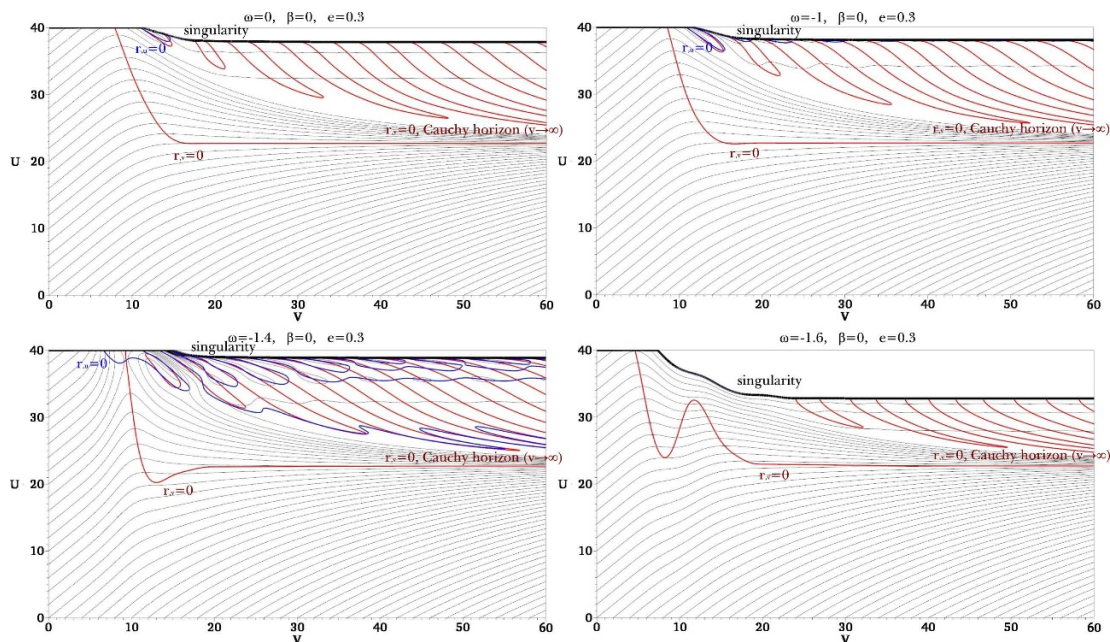 ω=0, β=0, e=0.3
singularity
r,ᵤ=0
r,ᵥ=0, Cauchy horizon (v→∞)
r,ᵥ=0
U
40
30
20
10
0
0 10 20 30 40 50 60
V
ω=-1, β=0, e=0.3
singularity
r,ᵤ=0
r,ᵥ=0, Cauchy horizon (v→∞)
r,ᵥ=0
U
40
30
20
10
0
0 10 20 30 40 50 60
V
ω=-1.4, β=0, e=0.3
singularity
r,ᵤ=0
r,ᵥ=0, Cauchy horizon (v→∞)
r,ᵥ=0
U
40
30
20
10
0
0 10 20 30 40 50 60
V
ω=-1.6, β=0, e=0.3
singularity
r,ᵥ=0, Cauchy horizon (v→∞)
r,ᵥ=0
U
40
30
20
10
0
0 10 20 30 40 50 60
V